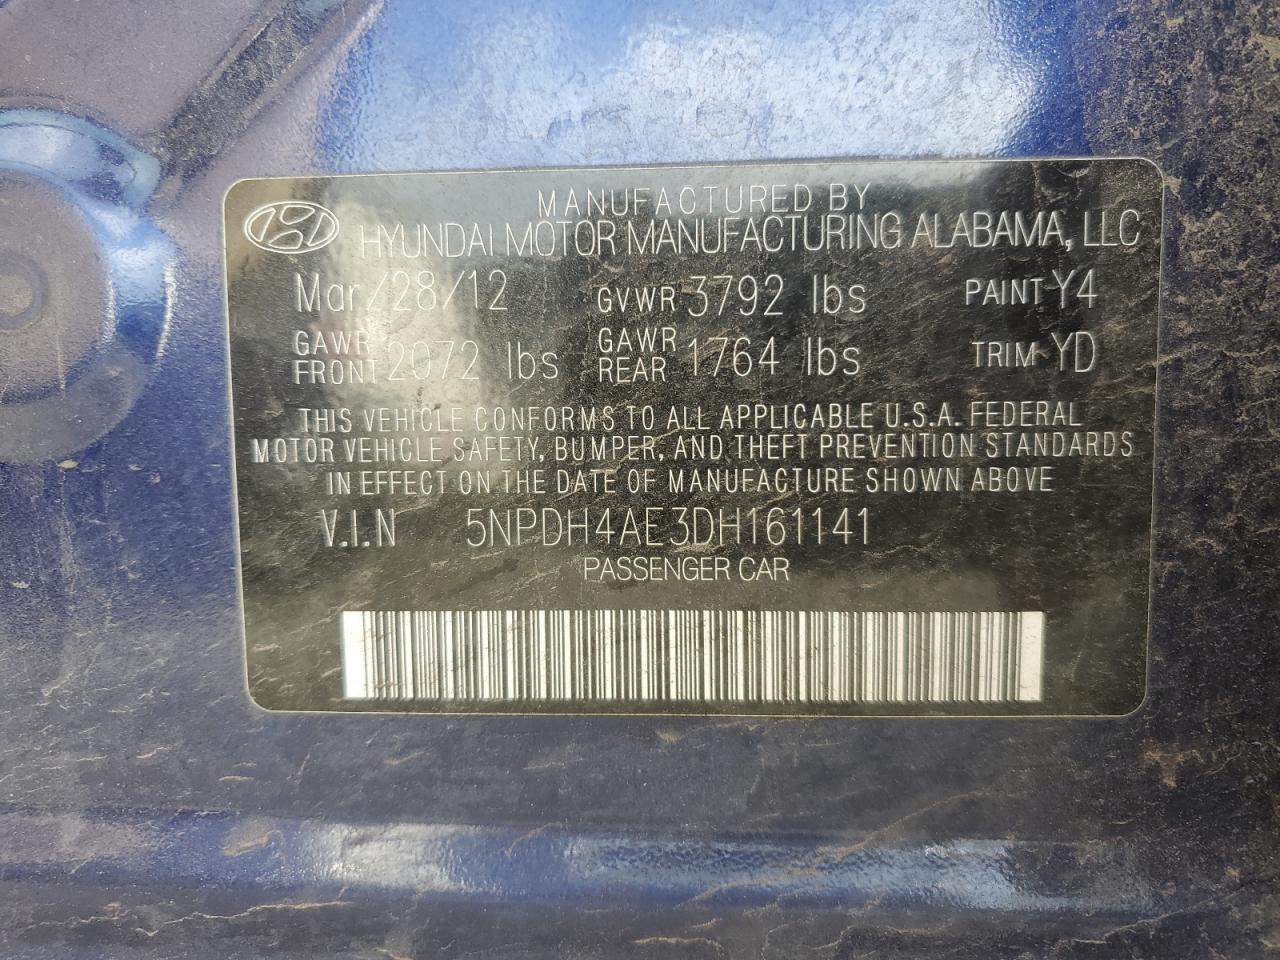 MANUFACTURED BY
HYUNDAI MOTOR MANUFACTURING ALABAMA, LLC
Mar/28/12 GVWR 3792 lbs PAINT Y4
GAWR FRONT 2072 lbs GAWR REAR 1764 lbs TRIM YD
THIS VEHICLE CONFORMS TO ALL APPLICABLE U.S.A. FEDERAL
MOTOR VEHICLE SAFETY, BUMPER, AND THEFT PREVENTION STANDARDS
IN EFFECT ON THE DATE OF MANUFACTURE SHOWN ABOVE
V.I.N 5NPDH4AE3DH161141
PASSENGER CAR